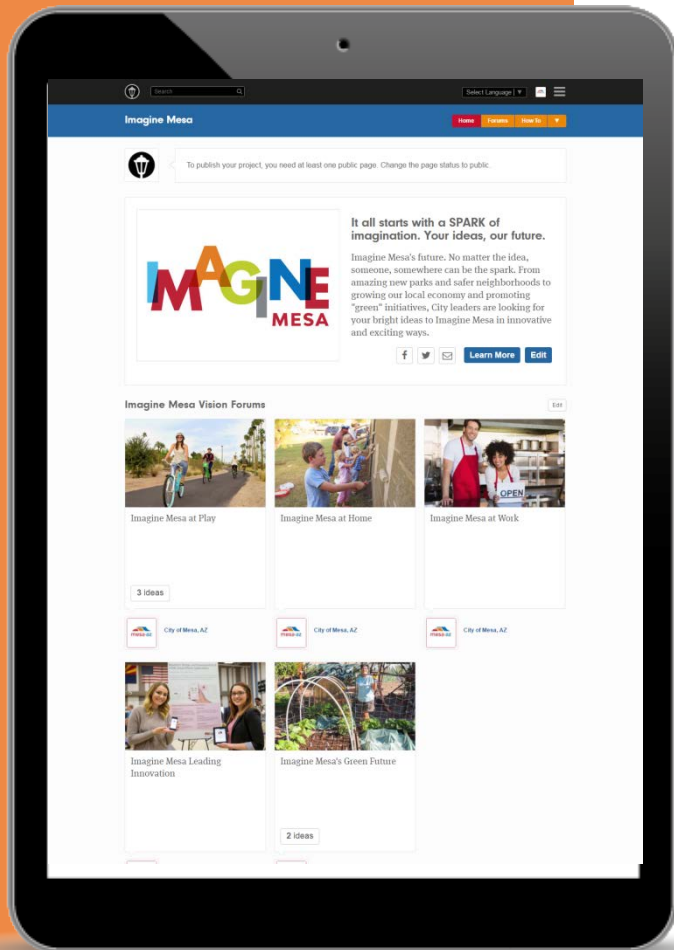 Search
Select Language ▼
Imagine Mesa
Home
Forums
How To
▼
To publish your project, you need at least one public page. Change the page status to public.
IMAGINE
MESA
It all starts with a SPARK of
imagination. Your ideas, our future.
Imagine Mesa's future. No matter the idea,
someone, somewhere can be the spark. From
amazing new parks and safer neighborhoods to
growing our local economy and promoting
"green" initiatives, City leaders are looking for
your bright ideas to Imagine Mesa in innovative
and exciting ways.
Learn More
Edit
Imagine Mesa Vision Forums
Edit
OPEN
Imagine Mesa at Play
Imagine Mesa at Home
Imagine Mesa at Work
3 ideas
mesa·az
City of Mesa, AZ
mesa·az
City of Mesa, AZ
mesa·az
City of Mesa, AZ
Imagine Mesa Leading
Innovation
Imagine Mesa's Green Future
2 ideas